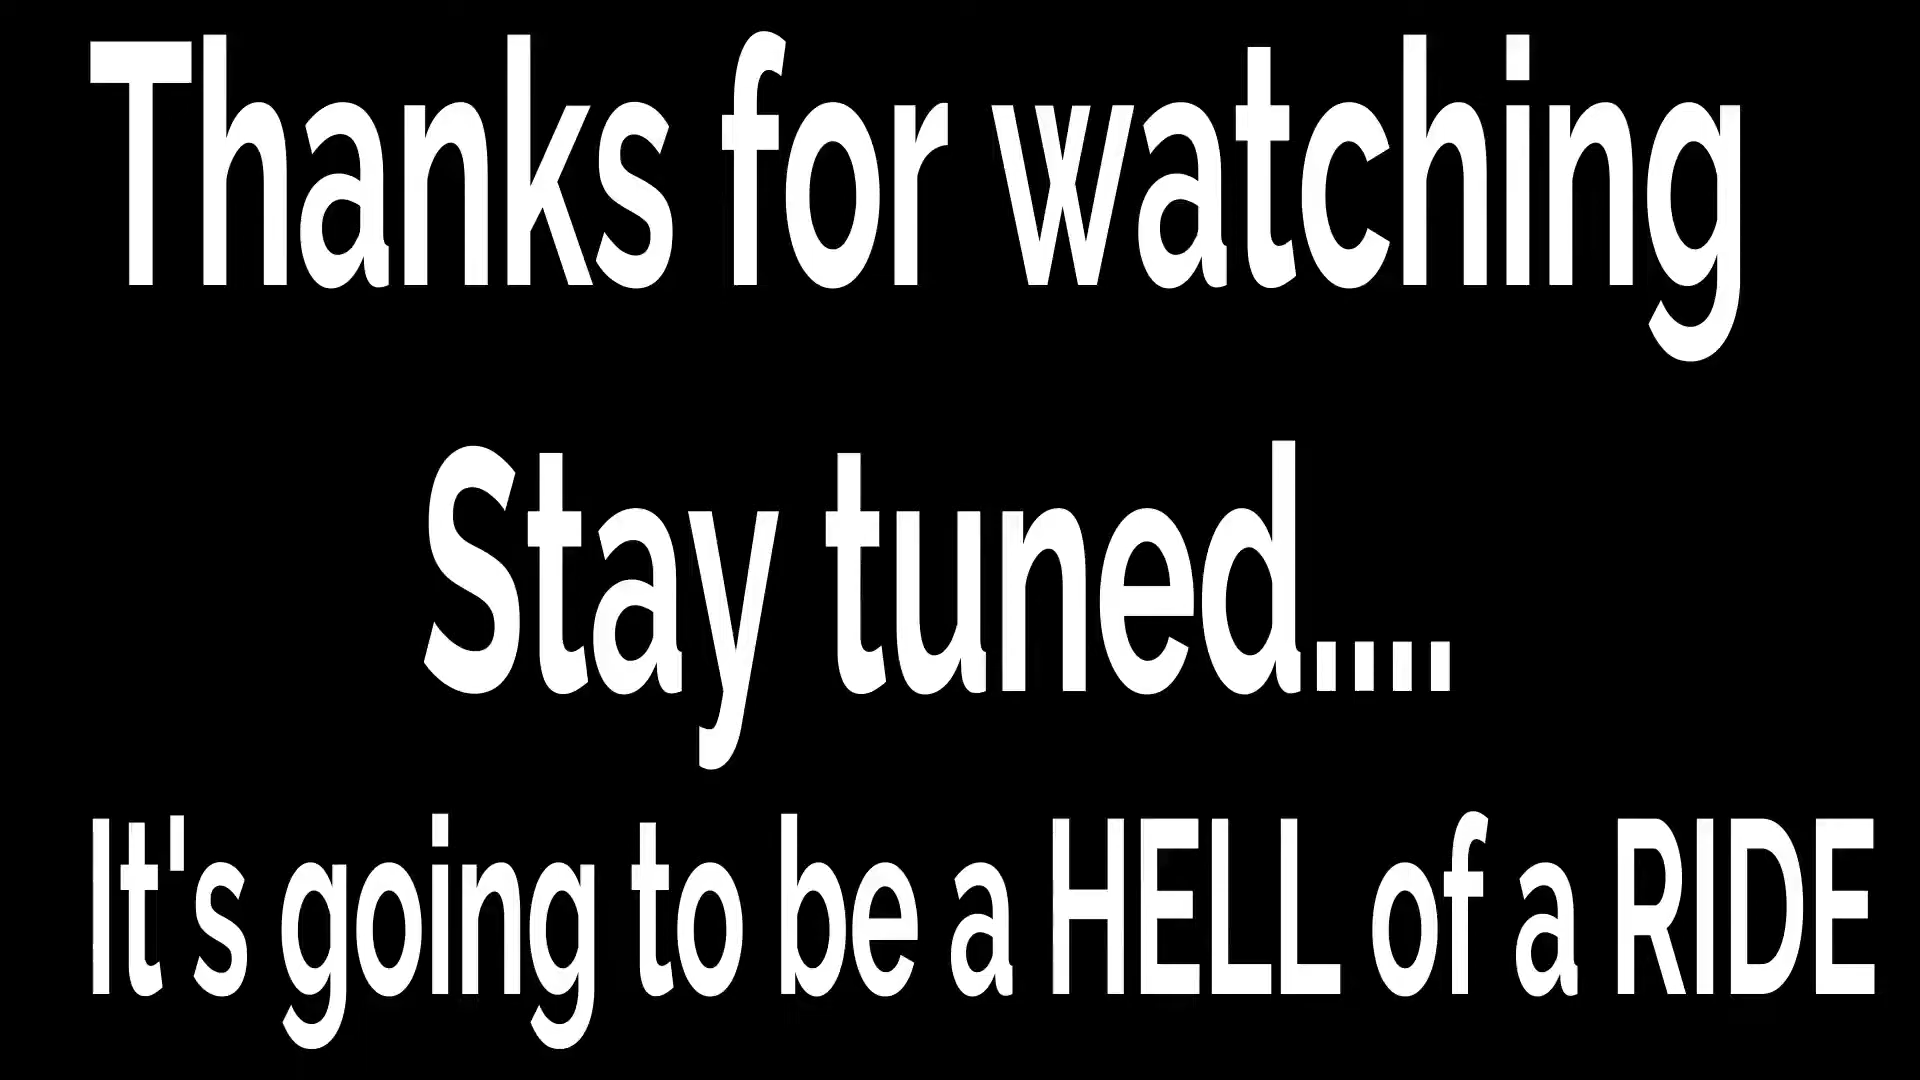 Thanks for watching
Stay tuned....
It's going to be a HELL of a RIDE